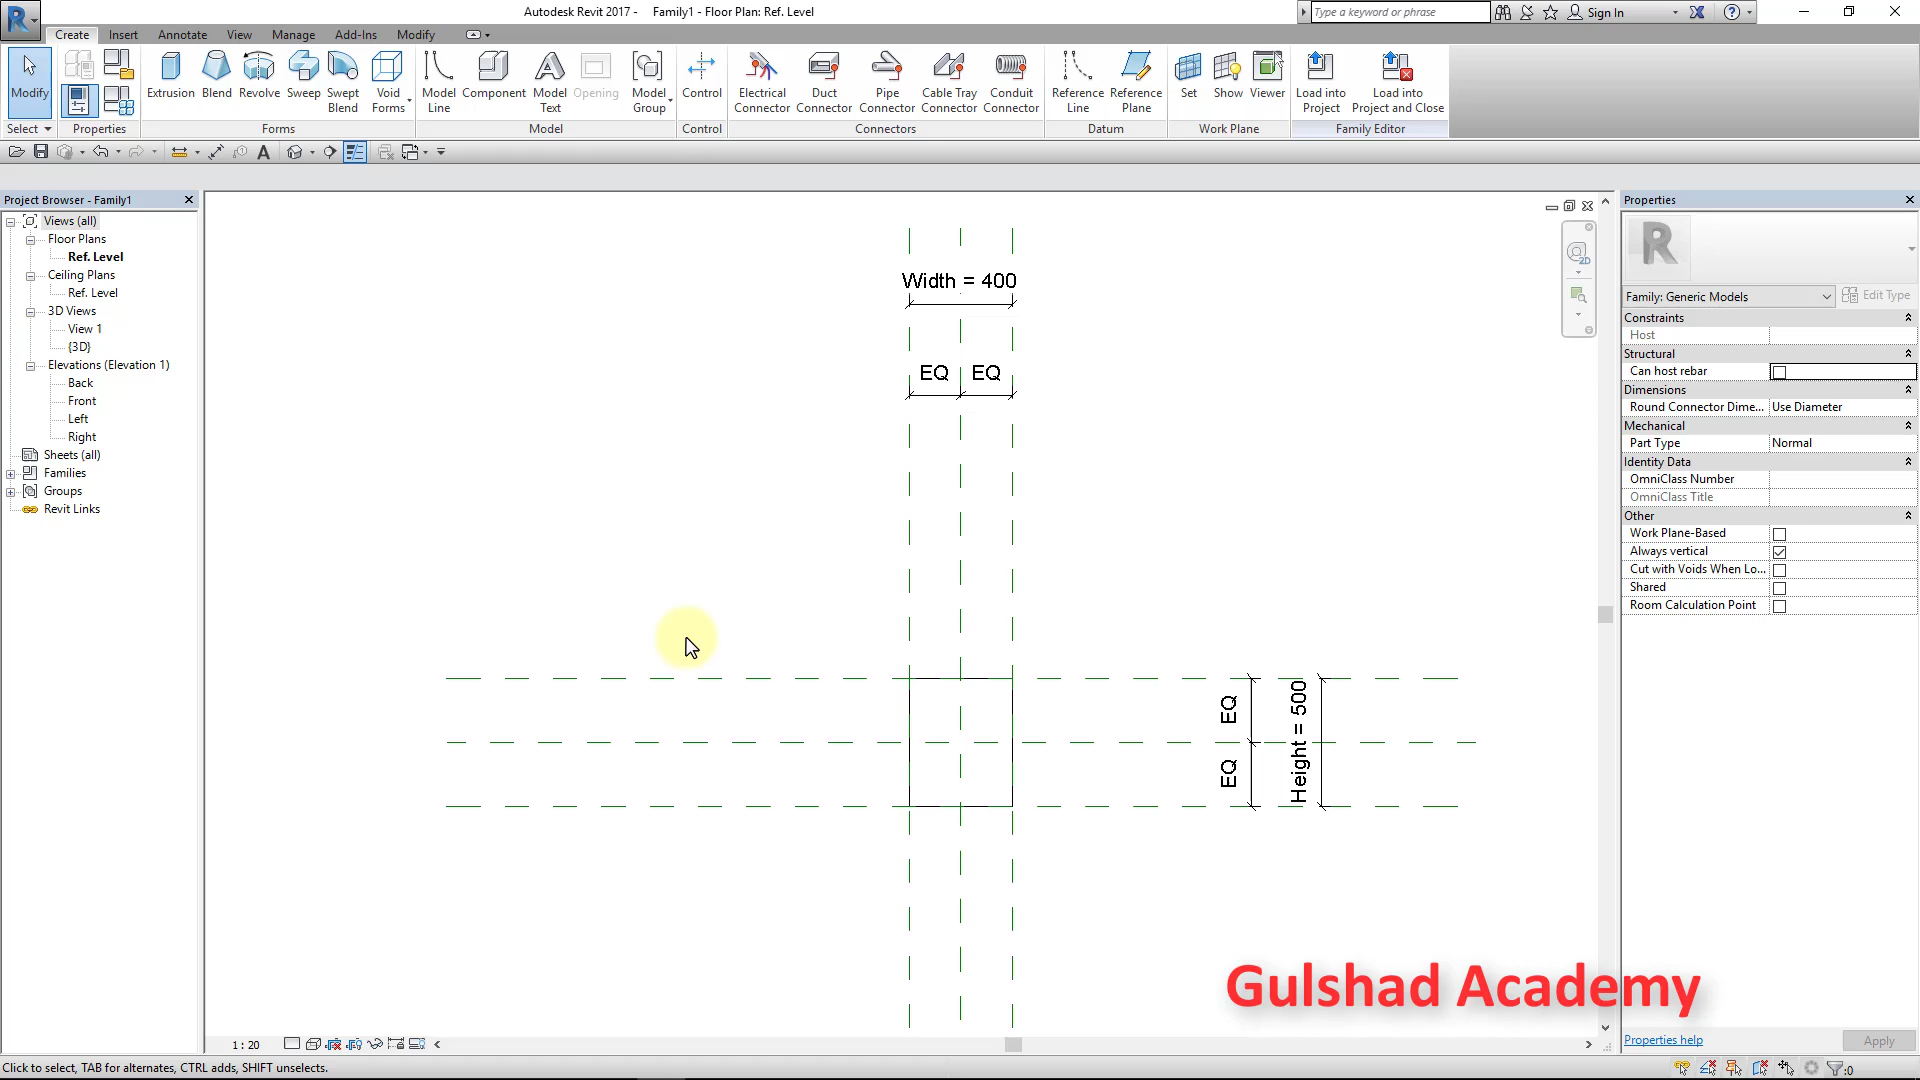 Autodesk Revit 2017 - Family1 - Floor Plan: Ref. Level
Type a keyword or phrase
Sign In
Create Insert Annotate View Manage Add-Ins Modify
Modify
Extrusion
Blend
Revolve
Sweep
Swept Blend
Void Forms
Model Line
Component
Model Text
Opening
Model Group
Control
Electrical Connector
Duct Connector
Pipe Connector
Cable Tray Connector
Conduit Connector
Reference Line
Reference Plane
Set
Show
Viewer
Load into Project
Load into Project and Close
Select
Properties
Forms
Model
Control
Connectors
Datum
Work Plane
Family Editor
Project Browser - Family1
Views (all)
Floor Plans
Ref. Level
Ceiling Plans
Ref. Level
3D Views
View 1
{3D}
Elevations (Elevation 1)
Back
Front
Left
Right
Sheets (all)
Families
Groups
Revit Links
Width = 400
EQ EQ
EQ
EQ
Height = 500
2D
Properties
R
Family: Generic Models
Edit Type
Constraints
Host
Structural
Can host rebar
Dimensions
Round Connector Dime... Use Diameter
Mechanical
Part Type Normal
Identity Data
OmniClass Number
OmniClass Title
Other
Work Plane-Based
Always vertical
Cut with Voids When Lo...
Shared
Room Calculation Point
Gulshad Academy
Properties help
Apply
1 : 20
Click to select, TAB for alternates, CTRL adds, SHIFT unselects.
:0